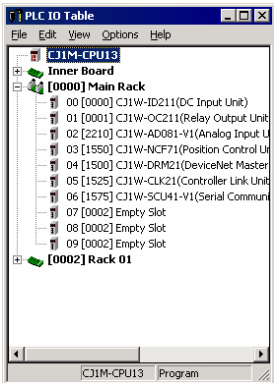 PLC IO Table
File Edit View Options Help
CJ1M-CPU13
Inner Board
[0000] Main Rack
00 [0000] CJ1W-ID211(DC Input Unit)
01 [0001] CJ1W-OC211(Relay Output Unit
02 [2210] CJ1W-AD081-V1(Analog Input U
03 [1550] CJ1W-NCF71(Position Control Un
04 [1500] CJ1W-DRM21(DeviceNet Master
05 [1525] CJ1W-CLK21(Controller Link Unit
06 [1575] CJ1W-SCU41-V1(Serial Communi
07 [0002] Empty Slot
08 [0002] Empty Slot
09 [0002] Empty Slot
[0002] Rack 01
CJ1M-CPU13 Program